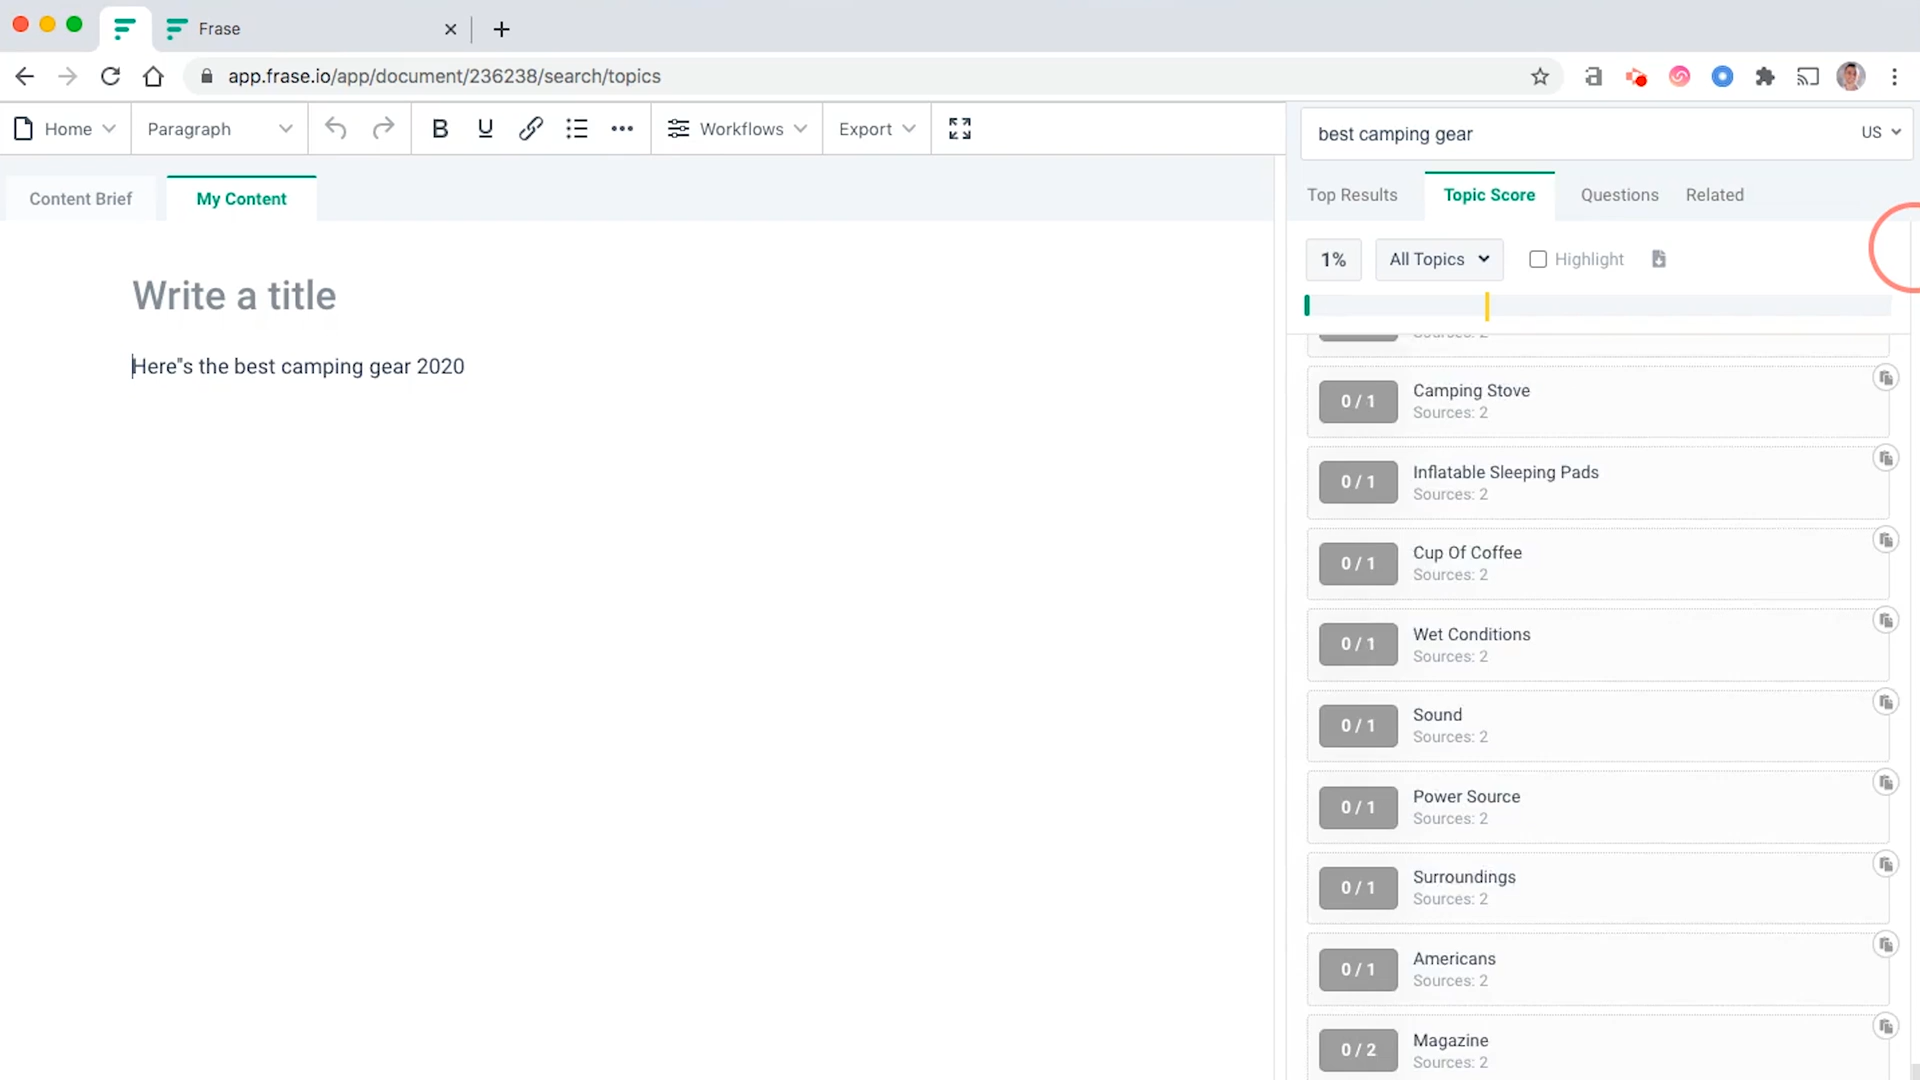 Frase
app.frase.io/app/document/236238/search/topics
Home
Paragraph
B
U
Workflows
Export
best camping gear
US
Content Brief
My Content
Top Results
Topic Score
Questions
Related
1%
All Topics
Highlight
Write a title
Here"s the best camping gear 2020
Sources: 2
0 / 1
Camping Stove
Sources: 2
0 / 1
Inflatable Sleeping Pads
Sources: 2
0 / 1
Cup Of Coffee
Sources: 2
0 / 1
Wet Conditions
Sources: 2
0 / 1
Sound
Sources: 2
0 / 1
Power Source
Sources: 2
0 / 1
Surroundings
Sources: 2
0 / 1
Americans
Sources: 2
0 / 2
Magazine
Sources: 2